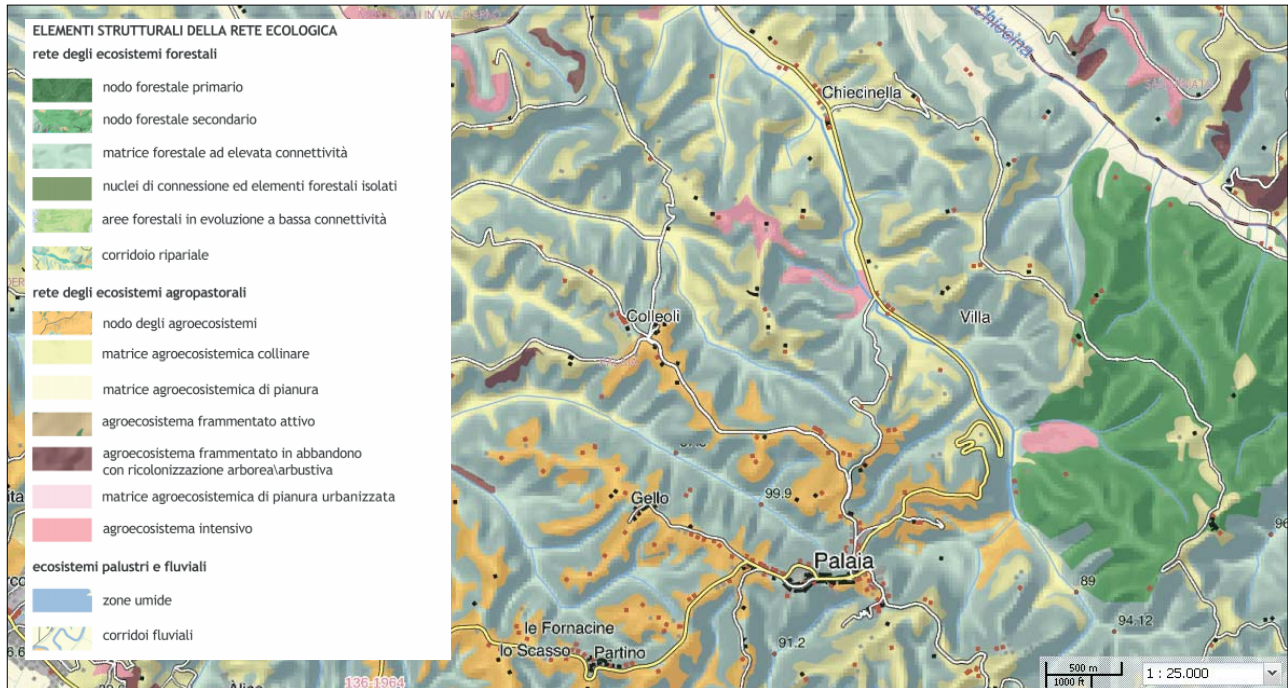 ELEMENTI STRUTTURALI DELLA RETE ECOLOGICA
rete degli ecosistemi forestali
nodo forestale primario
nodo forestale secondario
matrice forestale ad elevata connettività
nuclei di connessione ed elementi forestali isolati
aree forestali in evoluzione a bassa connettività
corridoio ripariale
rete degli ecosistemi agropastorali
nodo degli agroecosistemi
matrice agroecosistemica collinare
matrice agroecosistemica di pianura
agroecosistema frammentato attivo
agroecosistema frammentato in abbandono
con ricolonizzazione arborea\arbustiva
matrice agroecosistemica di pianura urbanizzata
agroecosistema intensivo
ecosistemi palustri e fluviali
zone umide
corridoi fluviali
Chiecinella
Colleoli
Villa
99.9
Gello
Palaia
89
94.12
le Fornacine
lo Scasso
Partino
91.2
136.1964
500 m
1000 ft
1 : 25.000